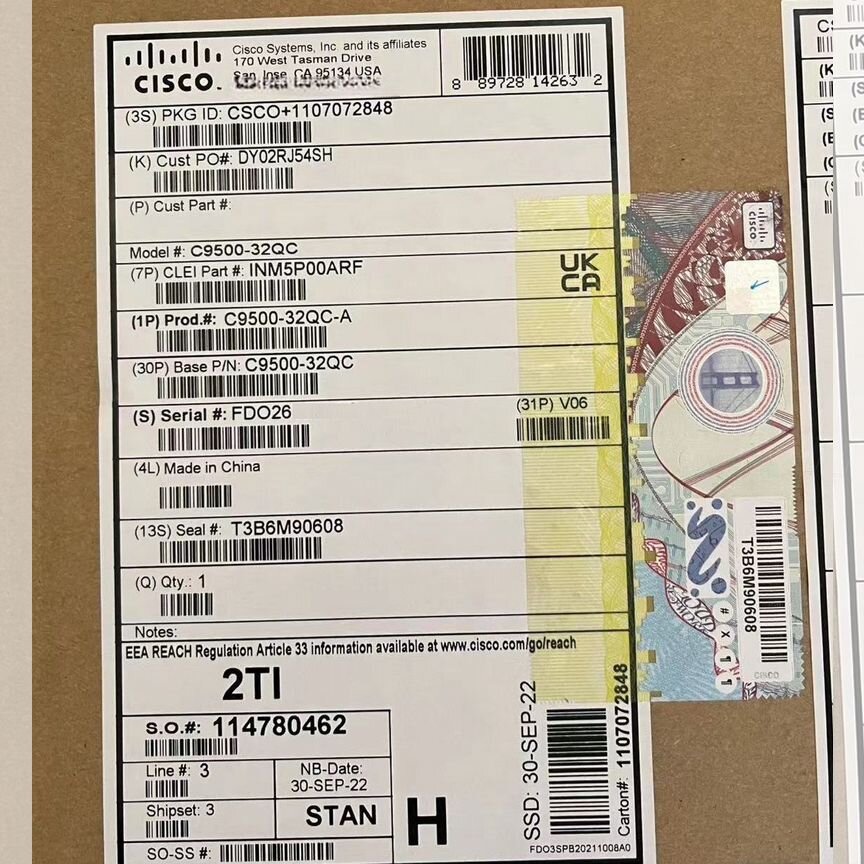 CISCO
Cisco Systems, Inc. and its affiliates
170 West Tasman Drive
San Jose, CA 95134 USA
8 89728 14263 2
(3S) PKG ID: CSCO+1107072848
(K) Cust PO#: DY02RJ54SH
(P) Cust Part #:
Model #: C9500-32QC
(7P) CLEI Part #: INM5P00ARF
UK
CA
(1P) Prod.#: C9500-32QC-A
(30P) Base P/N: C9500-32QC
(S) Serial #: FDO26
(31P) V06
(4L) Made in China
(13S) Seal #: T3B6M90608
(Q) Qty.: 1
Notes:
EEA REACH Regulation Article 33 information available at www.cisco.com/go/reach
2TI
S.O.#: 114780462
Line #: 3
NB-Date:
30-SEP-22
Shipset: 3
STAN
SO-SS #:
H
SSD: 30-SEP-22
Carton#: 1107072848
FDO3SPB20211008A0
CISCO
T3B6M90608
# X 1 1
CISCO
CS
(K
(K
(S